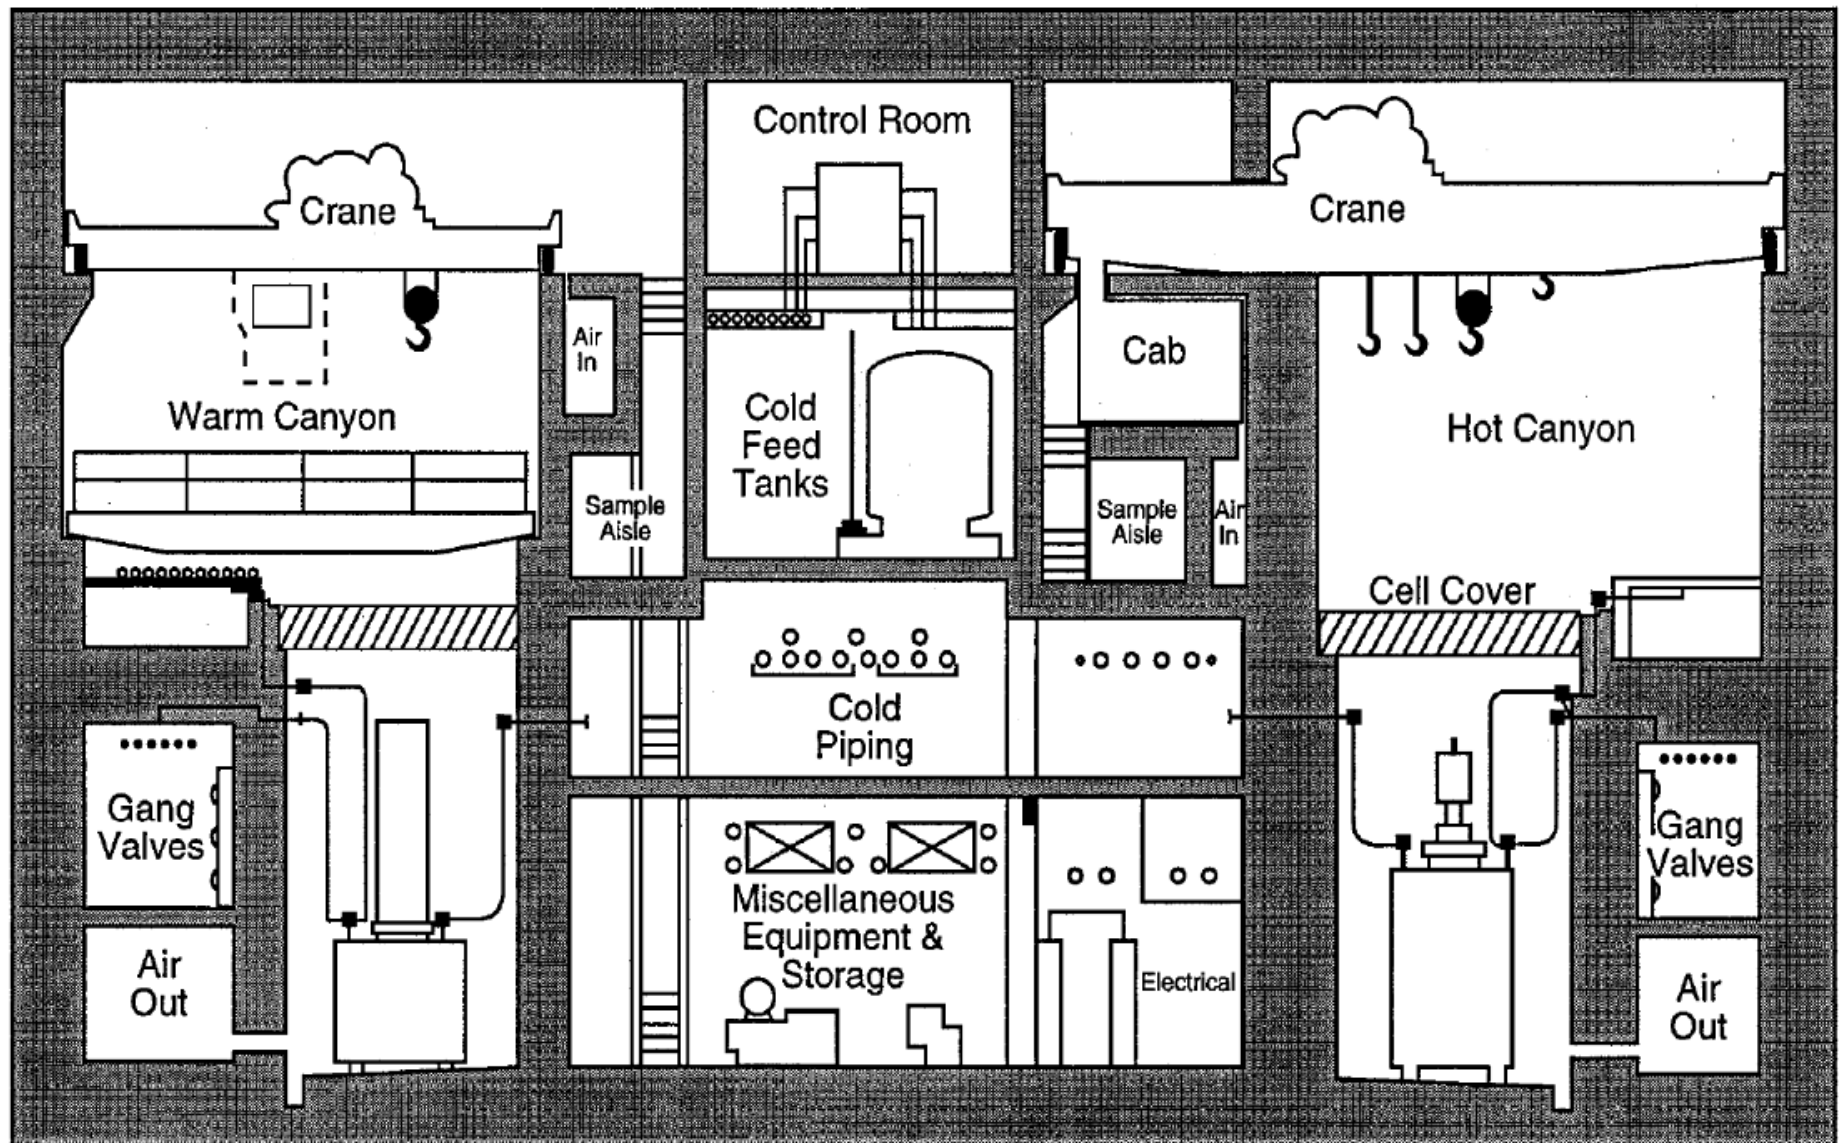 Control Room
Crane
Crane
Air
In
Cab
Warm Canyon
Cold
Feed
Tanks
Hot Canyon
Sample
Aisle
Sample
Aisle
Air
In
Cell Cover
Cold
Piping
Gang
Valves
Gang
Valves
Miscellaneous
Equipment &
Storage
Electrical
Air
Out
Air
Out